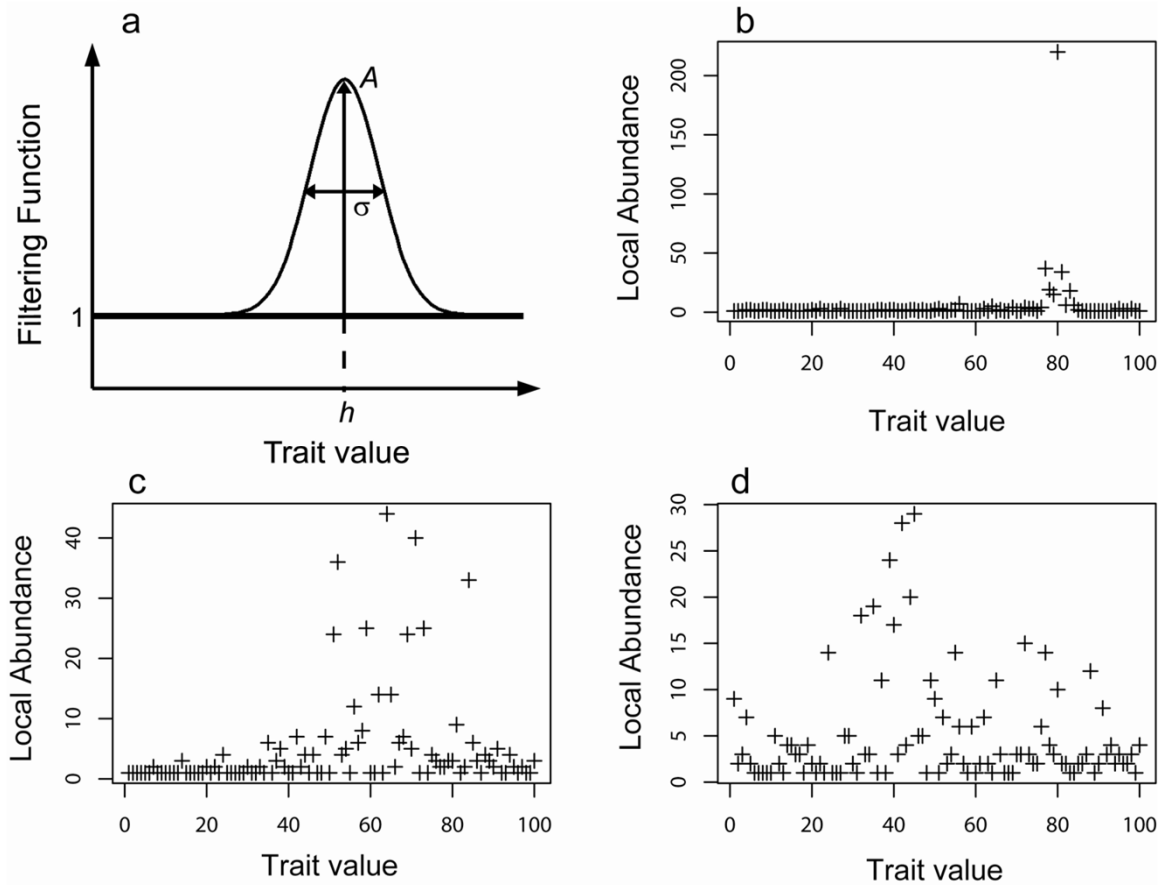 a
Filtering Function
A
σ
1
h
Trait value
b
Local Abundance
200
150
100
50
0
0 20 40 60 80 100
Trait value
c
Local Abundance
40
30
20
10
0
0 20 40 60 80 100
Trait value
d
Local Abundance
30
25
20
15
10
5
0
0 20 40 60 80 100
Trait value